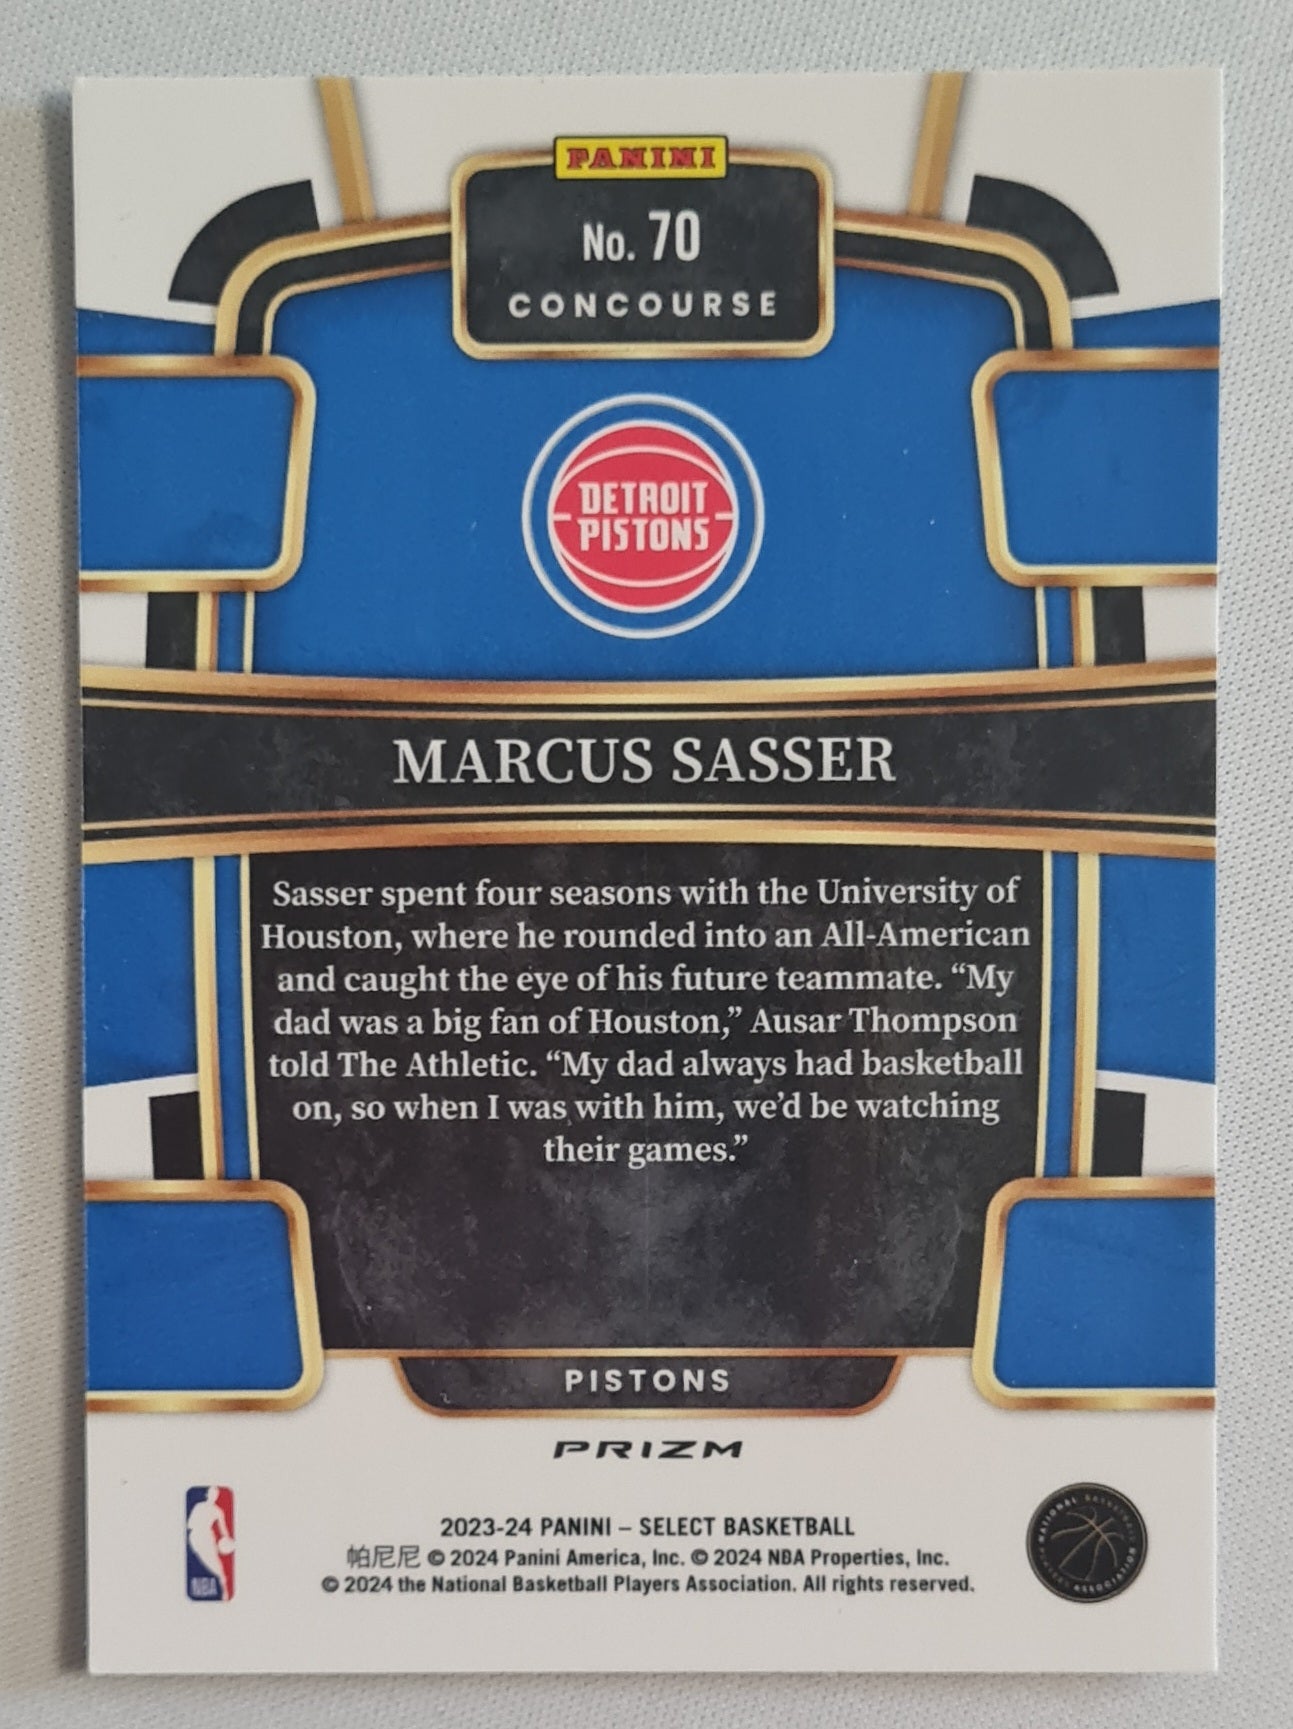 PANINI
No. 70
CONCOURSE
DETROIT
PISTONS
MARCUS SASSER
Sasser spent four seasons with the University of
Houston, where he rounded into an All-American
and caught the eye of his future teammate. “My
dad was a big fan of Houston,” Ausar Thompson
told The Athletic. “My dad always had basketball
on, so when I was with him, we’d be watching
their games.”
PISTONS
PRIZM
NBA
2023-24 PANINI – SELECT BASKETBALL
帕尼尼 © 2024 Panini America, Inc. © 2024 NBA Properties, Inc.
© 2024 the National Basketball Players Association. All rights reserved.
NATIONAL BASKETBALL
ASSOCIATION